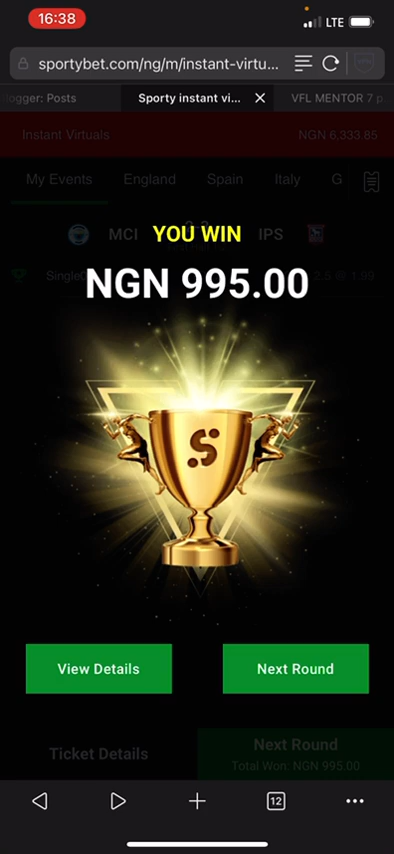 16:38
LTE
sportybet.com/ng/m/instant-virtu...
logger: Posts
Sporty instant vi...
VFL MENTOR 7 p
Instant Virtuals
NGN 6,333.85
My Events
England
Spain
Italy
G
MCI
IPS
YOU WIN
NGN 995.00
S
View Details
Next Round
Ticket Details
Next Round
Total Won: NGN 995.00
12